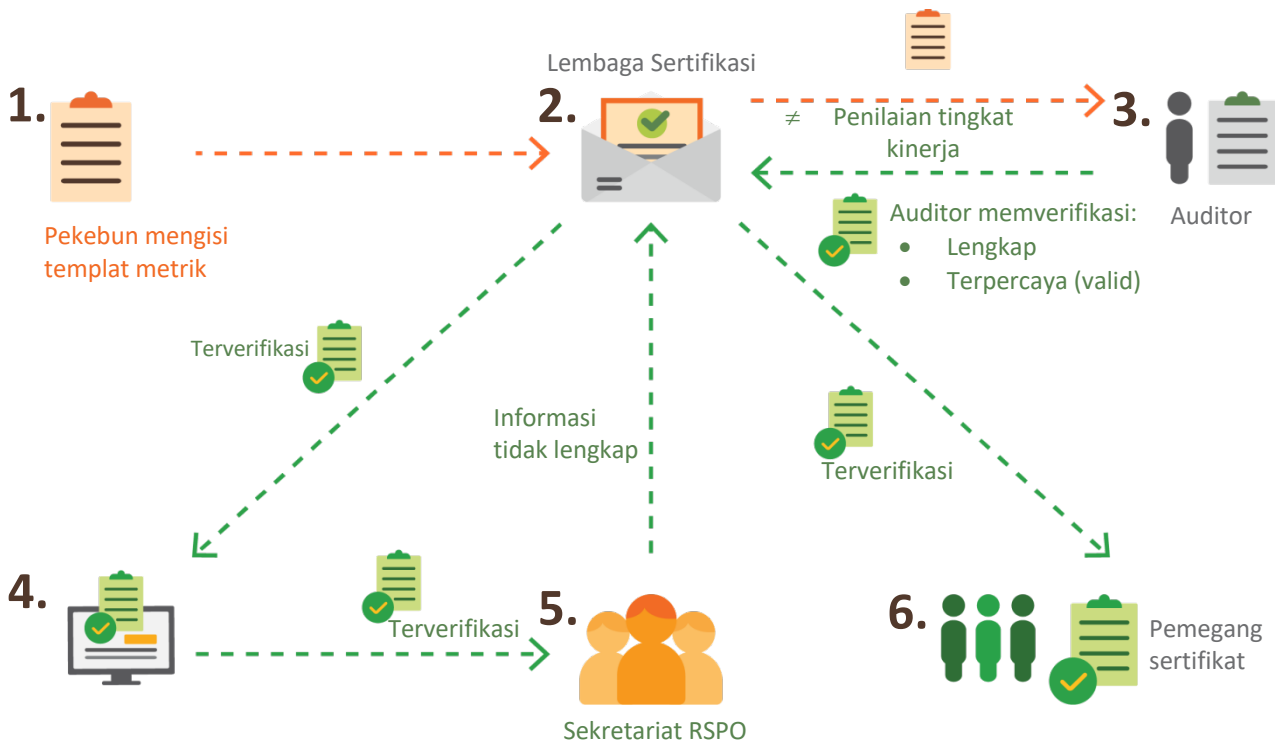 1.
Pekebun mengisi
templat metrik
Lembaga Sertifikasi
2.
≠ Penilaian tingkat
kinerja
3.
Auditor
Auditor memverifikasi:
• Lengkap
• Terpercaya (valid)
Terverifikasi
Informasi
tidak lengkap
Terverifikasi
4.
Terverifikasi
5.
Sekretariat RSPO
6.
Pemegang
sertifikat